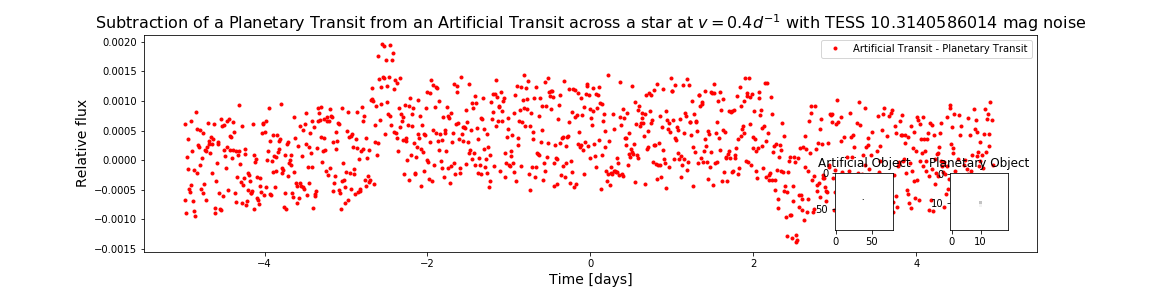 Subtraction of a Planetary Transit from an Artificial Transit across a star at v = 0.4d⁻¹ with TESS 10.3140586014 mag noise
Artificial Transit - Planetary Transit
Relative flux
0.0020
0.0015
0.0010
0.0005
0.0000
−0.0005
−0.0010
−0.0015
Artificial Object
0
50
0 50
Planetary Object
0
10
0 10
−4 −2 0 2 4
Time [days]